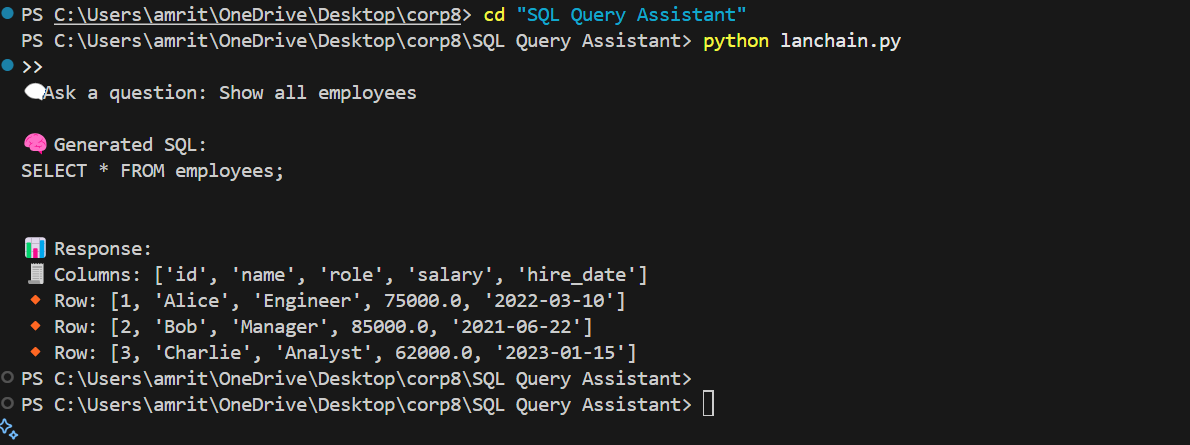 PS C:\Users\amrit\OneDrive\Desktop\corp8> cd "SQL Query Assistant"
PS C:\Users\amrit\OneDrive\Desktop\corp8\SQL Query Assistant> python lanchain.py
>>
Ask a question: Show all employees
Generated SQL:
SELECT * FROM employees;
Response:
Columns: ['id', 'name', 'role', 'salary', 'hire_date']
Row: [1, 'Alice', 'Engineer', 75000.0, '2022-03-10']
Row: [2, 'Bob', 'Manager', 85000.0, '2021-06-22']
Row: [3, 'Charlie', 'Analyst', 62000.0, '2023-01-15']
PS C:\Users\amrit\OneDrive\Desktop\corp8\SQL Query Assistant>
PS C:\Users\amrit\OneDrive\Desktop\corp8\SQL Query Assistant>